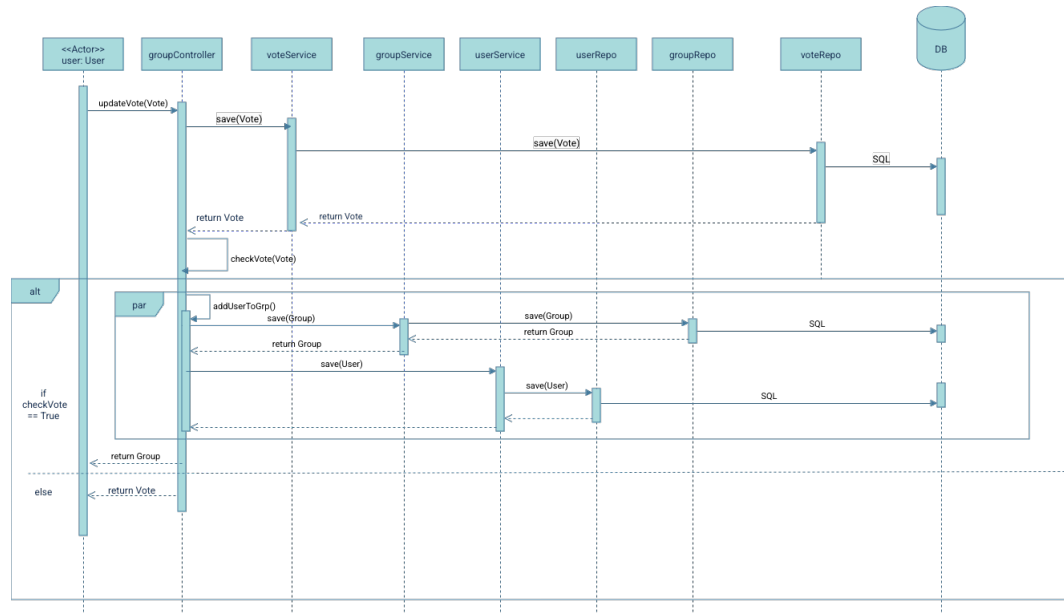 <<Actor>>
user: User
groupController
voteService
groupService
userService
userRepo
groupRepo
voteRepo
DB
updateVote(Vote)
save(Vote)
save(Vote)
SQL
return Vote
return Vote
checkVote(Vote)
alt
par
addUserToGrp()
save(Group)
save(Group)
SQL
return Group
return Group
save(User)
save(User)
SQL
if
checkVote
== True
return Group
else
return Vote